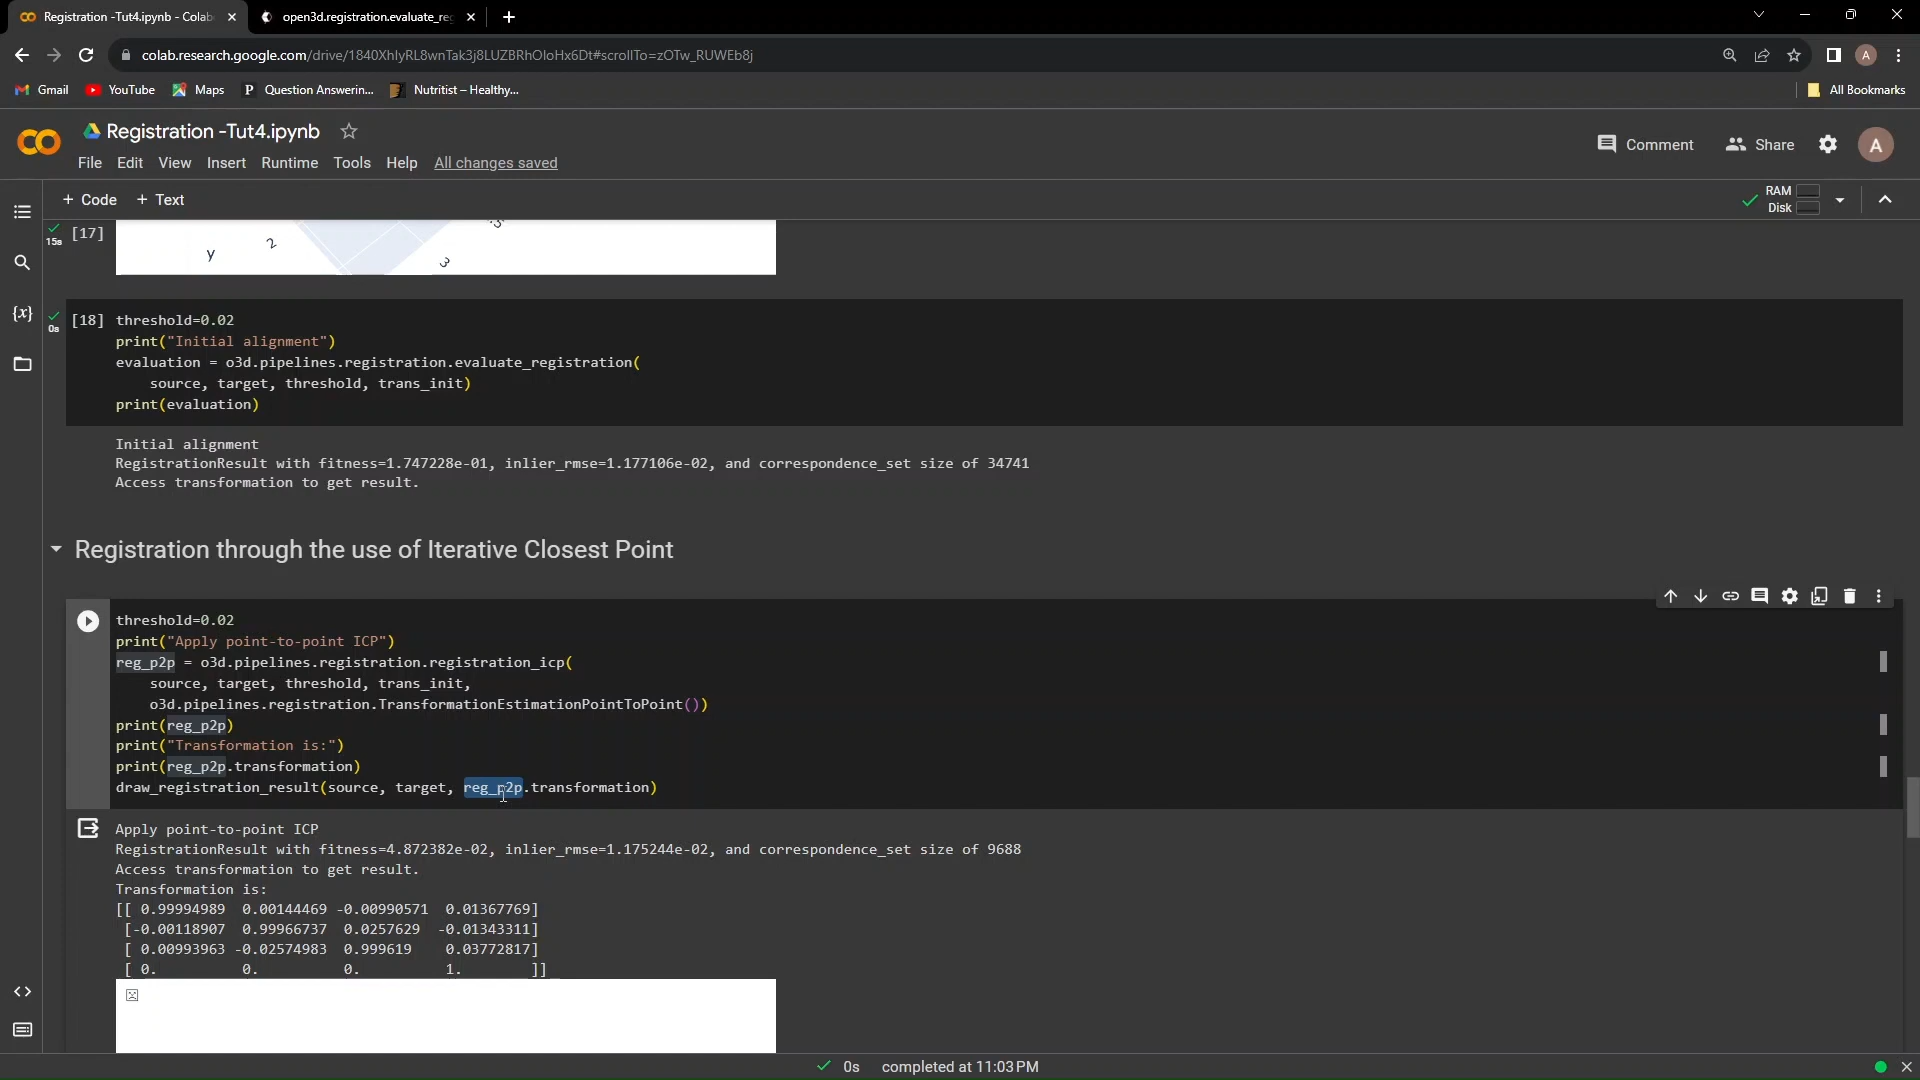 Registration -Tut4.ipynb - Colab
open3d.registration.evaluate_re
colab.research.google.com/drive/1840XhlyRL8wnTak3j8LUZBRhOloHx6Dt#scrollTo=zOTw_RUWEb8j
A
Gmail
YouTube
Maps
P Question Answerin...
Nutritist – Healthy...
All Bookmarks
Registration -Tut4.ipynb
File Edit View Insert Runtime Tools Help All changes saved
Comment
Share
A
+ Code + Text
RAM
Disk
15s [17]
y
2
3
{x}
0s [18] threshold=0.02
print("Initial alignment")
evaluation = o3d.pipelines.registration.evaluate_registration(
source, target, threshold, trans_init)
print(evaluation)
Initial alignment
RegistrationResult with fitness=1.747228e-01, inlier_rmse=1.177106e-02, and correspondence_set size of 34741
Access transformation to get result.
Registration through the use of Iterative Closest Point
threshold=0.02
print("Apply point-to-point ICP")
reg_p2p = o3d.pipelines.registration.registration_icp(
source, target, threshold, trans_init,
o3d.pipelines.registration.TransformationEstimationPointToPoint())
print(reg_p2p)
print("Transformation is:")
print(reg_p2p.transformation)
draw_registration_result(source, target, reg_p2p.transformation)
Apply point-to-point ICP
RegistrationResult with fitness=4.872382e-02, inlier_rmse=1.175244e-02, and correspondence_set size of 9688
Access transformation to get result.
Transformation is:
[[ 0.99994989 0.00144469 -0.00990571 0.01367769]
[-0.00118907 0.99966737 0.0257629 -0.01343311]
[ 0.00993963 -0.02574983 0.999619 0.03772817]
[ 0. 0. 0. 1. ]]
0s completed at 11:03 PM